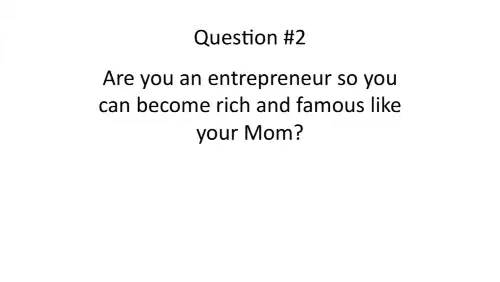 Question #2
Are you an entrepreneur so you
can become rich and famous like
your Mom?